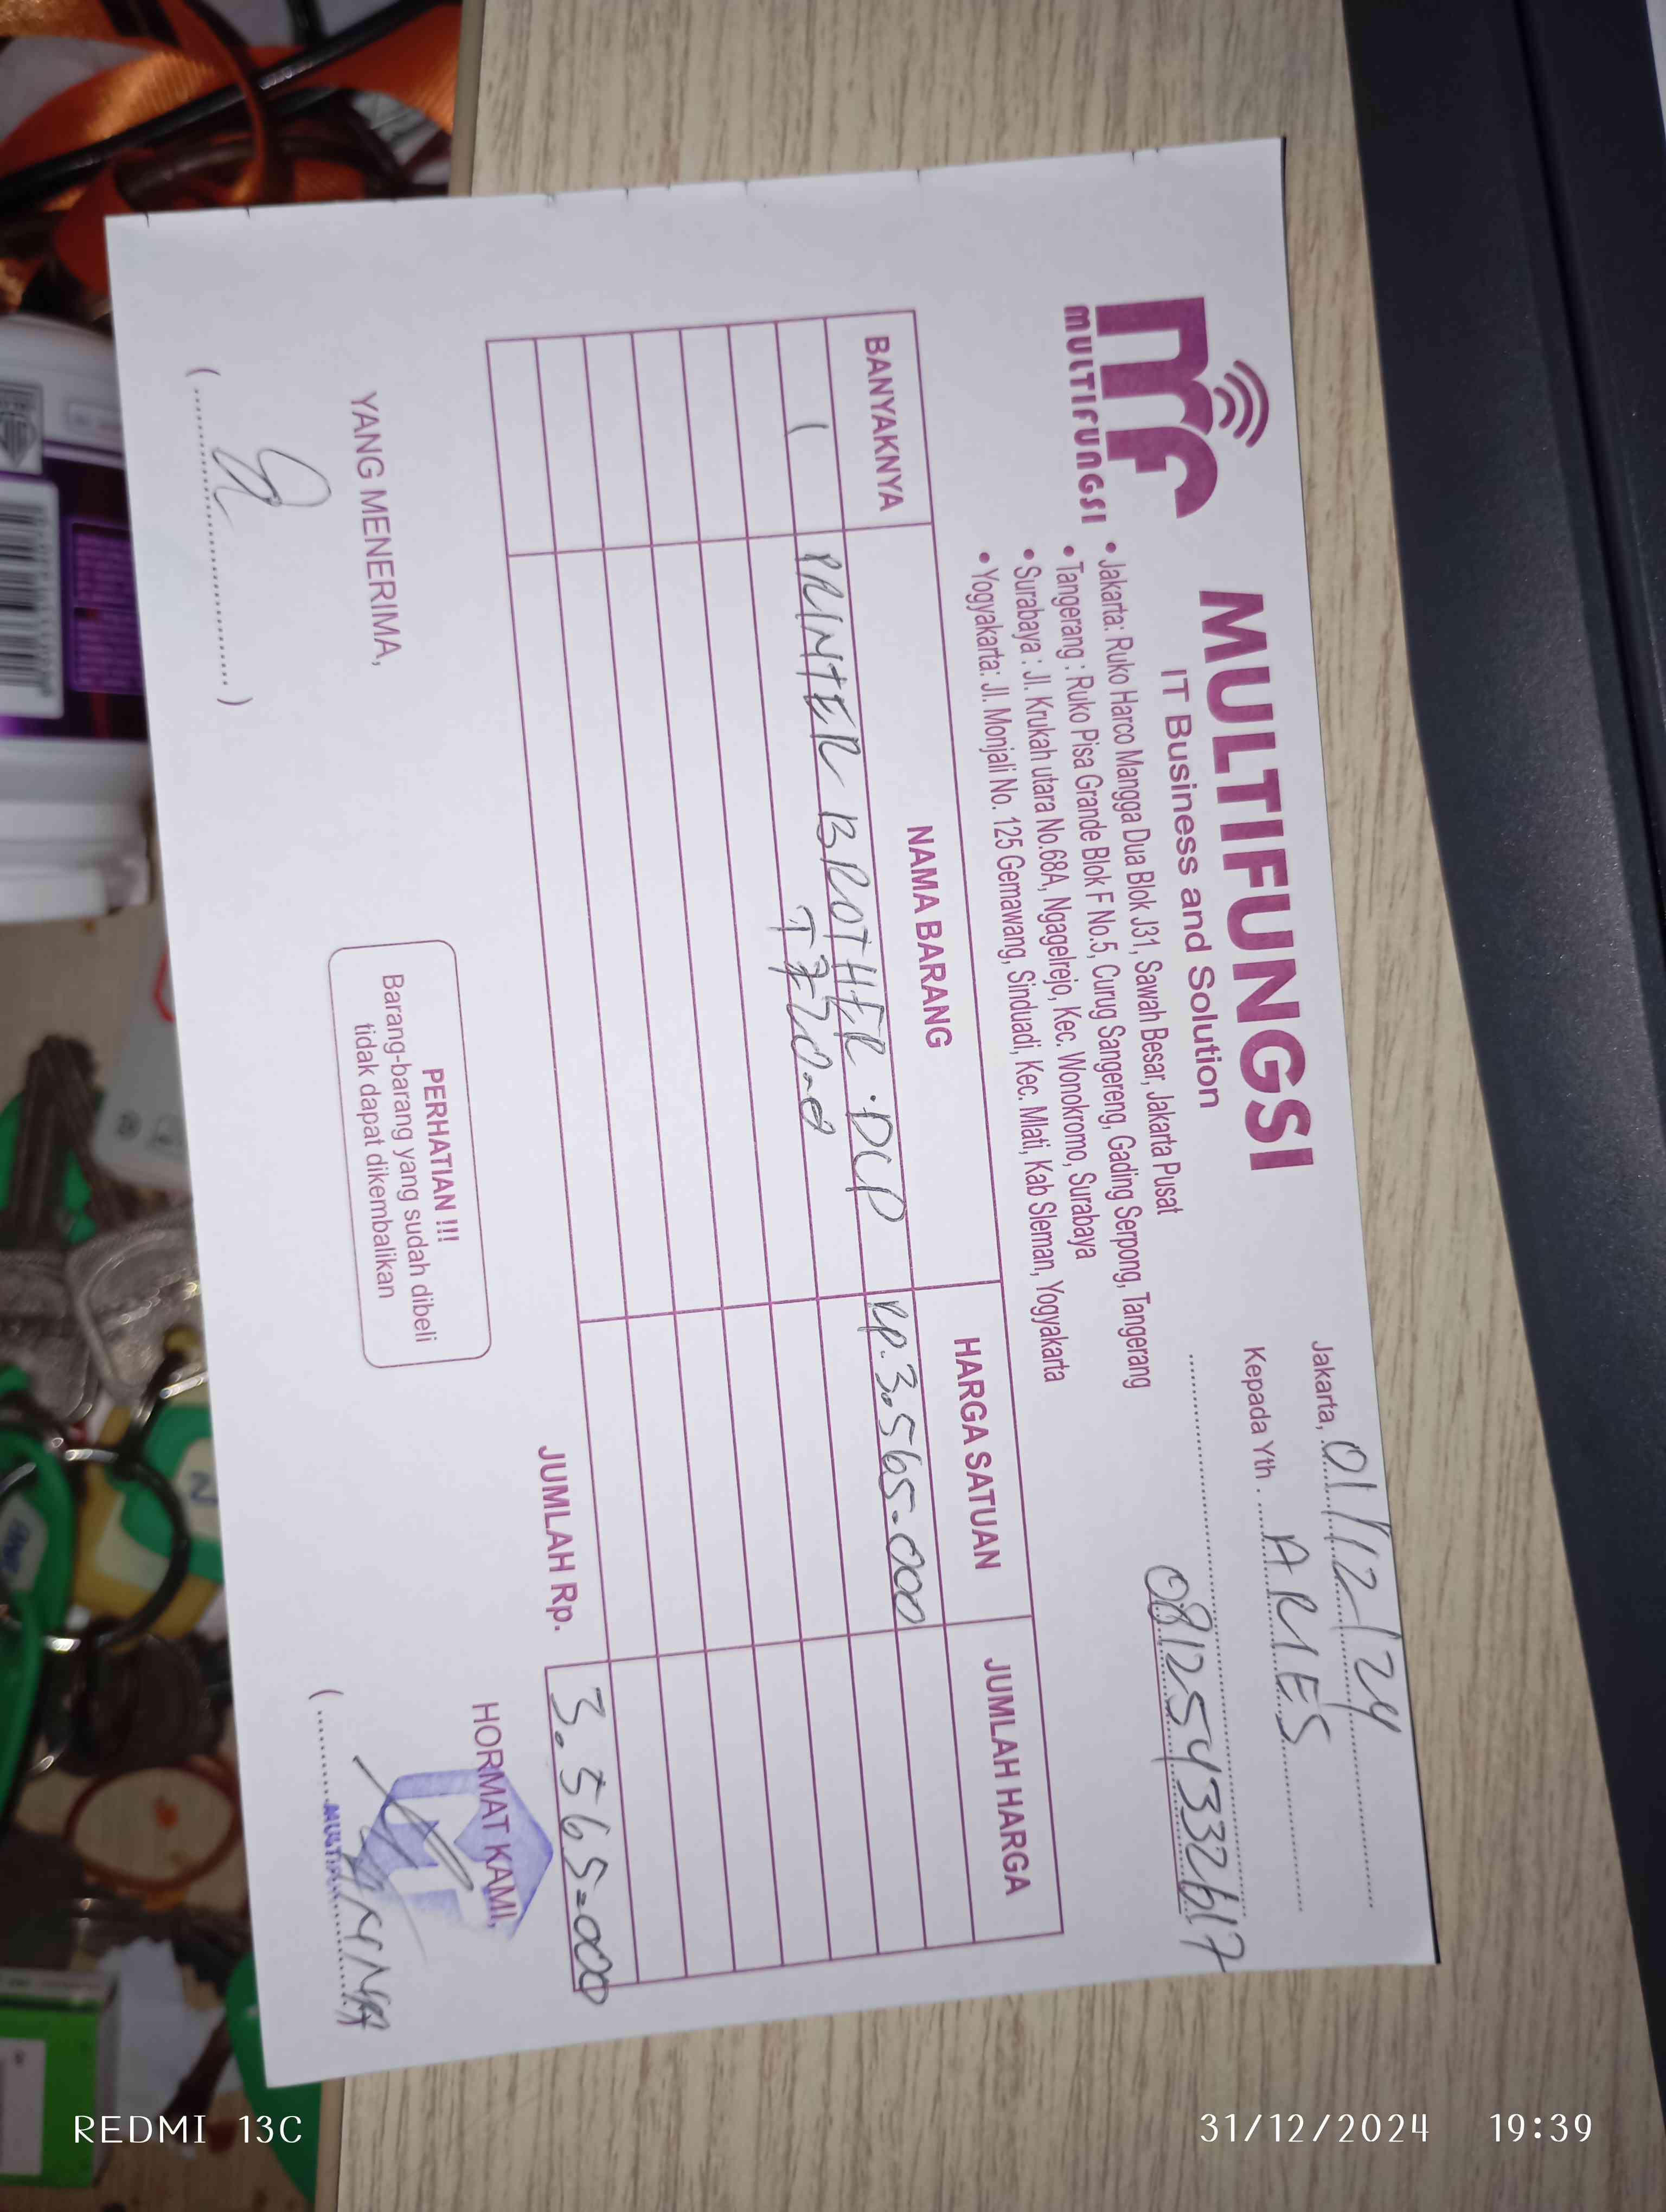 mf
MULTIFUNGSI
MULTIFUNGSI
IT Business and Solution
• Jakarta: Ruko Harco Mangga Dua Blok J31, Sawah Besar, Jakarta Pusat
• Tangerang : Ruko Pisa Grande Blok F No.5, Curug Sangereng, Gading Serpong, Tangerang
• Surabaya : Jl. Krukah utara No.68A, Ngagelrejo, Kec. Wonokromo, Surabaya
• Yogyakarta: Jl. Monjali No. 125 Gemawang, Sinduadi, Kec. Mlati, Kab Sleman, Yogyakarta
Jakarta, 01/12/24
Kepada Yth. ARIES
081254332617
BANYAKNYA NAMA BARANG HARGA SATUAN JUMLAH HARGA
1 PRINTER BROTHER DCP Rp.3.565.000
JUMLAH Rp. 3.565.000
YANG MENERIMA,
PERHATIAN !!!
Barang-barang yang sudah dibeli
tidak dapat dikembalikan
HORMAT KAMI,
REDMI 13C
31/12/2024 19:39